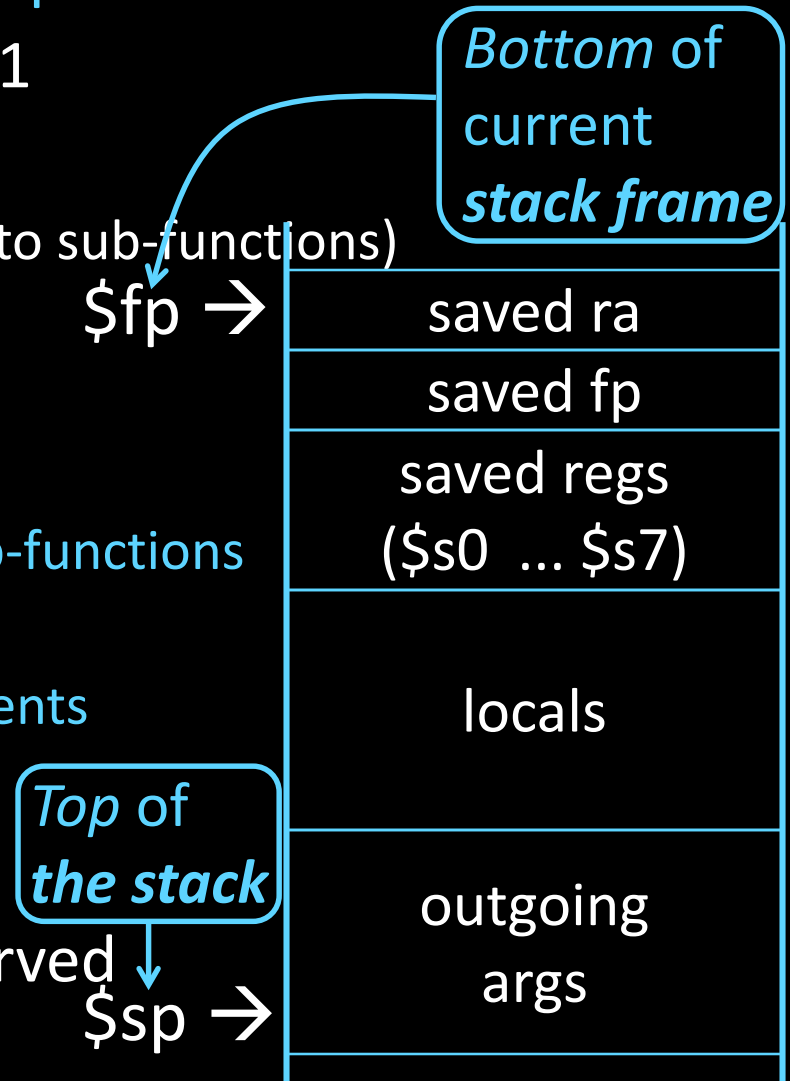 1
Bottom of
current
stack frame
to sub-functions)
$fp →
saved ra
saved fp
saved regs
($s0 ... $s7)
-functions
ents
locals
Top of
the stack
outgoing
args
rved
$sp →